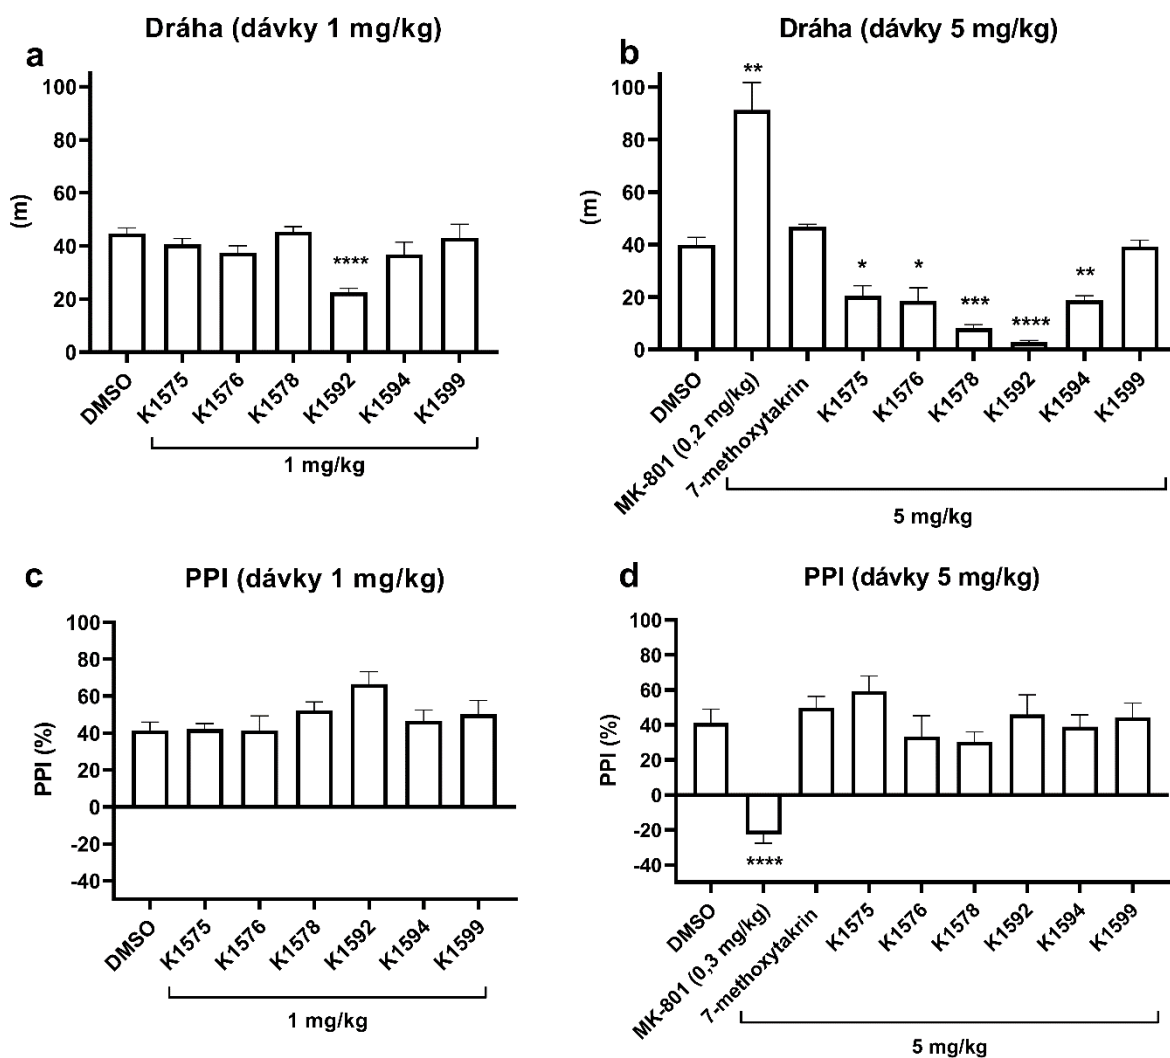 a
Dráha (dávky 1 mg/kg)
(m)
100
80
60
40
20
0
****
DMSO
K1575
K1576
K1578
K1592
K1594
K1599
1 mg/kg
b
Dráha (dávky 5 mg/kg)
(m)
100
80
60
40
20
0
**
*
*
***
****
**
DMSO
MK-801 (0,2 mg/kg)
7-methoxytakrin
K1575
K1576
K1578
K1592
K1594
K1599
5 mg/kg
c
PPI (dávky 1 mg/kg)
PPI (%)
100
80
60
40
20
0
-20
-40
DMSO
K1575
K1576
K1578
K1592
K1594
K1599
1 mg/kg
d
PPI (dávky 5 mg/kg)
PPI (%)
100
80
60
40
20
0
-20
-40
****
DMSO
MK-801 (0,3 mg/kg)
7-methoxytakrin
K1575
K1576
K1578
K1592
K1594
K1599
5 mg/kg